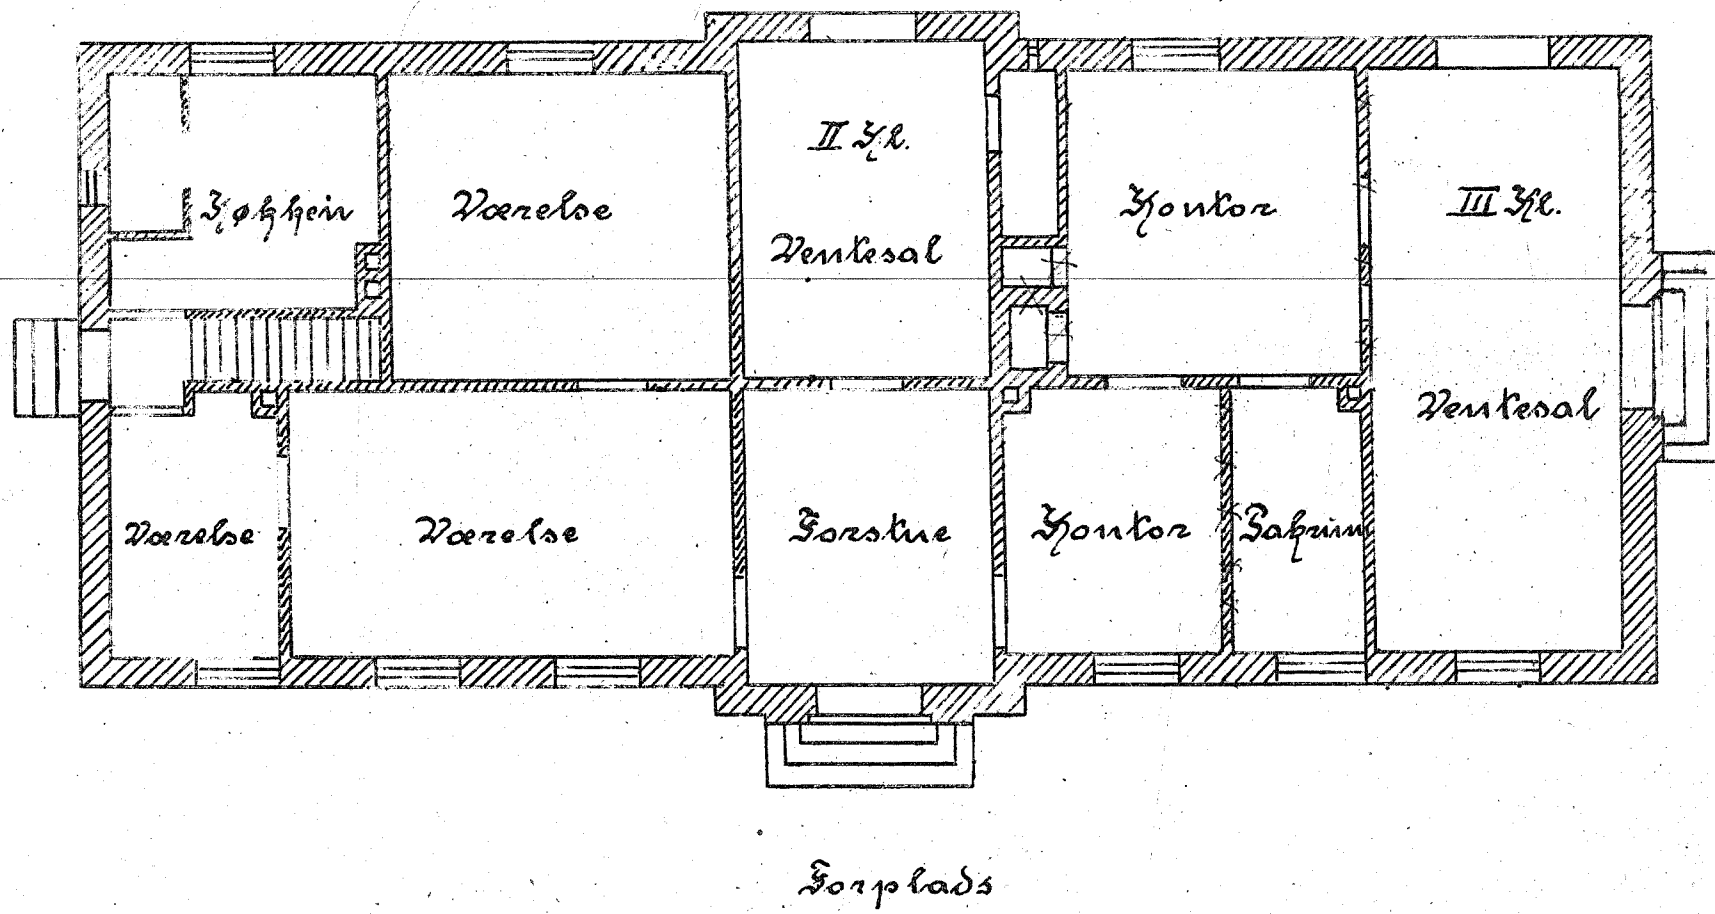 II Kl.
Ventesal
Køkken
Værelse
Kontor
III Kl.
Ventesal
Værelse
Værelse
Forstue
Kontor
Pakrum
Forplads